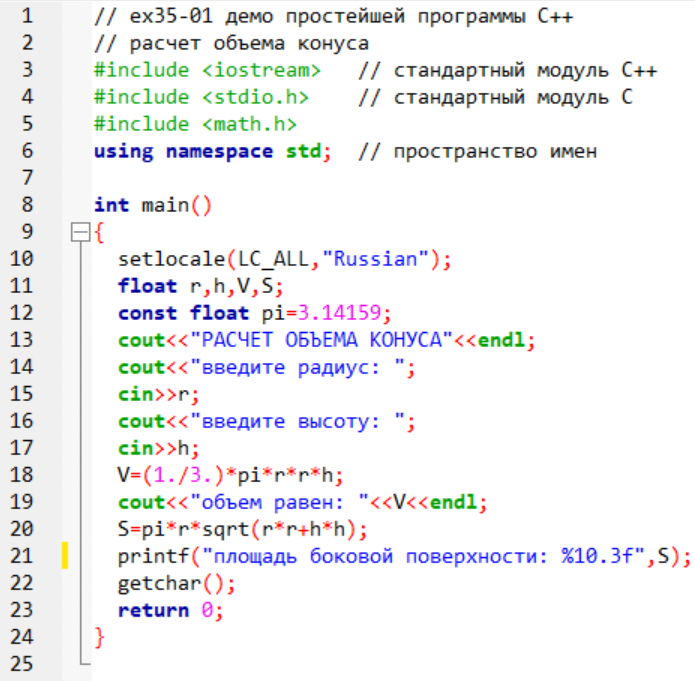 1 // ex35-01 демо простейшей программы C++
2 // расчет объема конуса
3 #include <iostream> // стандартный модуль C++
4 #include <stdio.h> // стандартный модуль C
5 #include <math.h>
6 using namespace std; // пространство имен
7
8 int main()
9 {
10 setlocale(LC_ALL,"Russian");
11 float r,h,V,S;
12 const float pi=3.14159;
13 cout<<"РАСЧЕТ ОБЪЕМА КОНУСА"<<endl;
14 cout<<"введите радиус: ";
15 cin>>r;
16 cout<<"введите высоту: ";
17 cin>>h;
18 V=(1./3.)*pi*r*r*h;
19 cout<<"объем равен: "<<V<<endl;
20 S=pi*r*sqrt(r*r+h*h);
21 printf("площадь боковой поверхности: %10.3f",S);
22 getchar();
23 return 0;
24 }
25